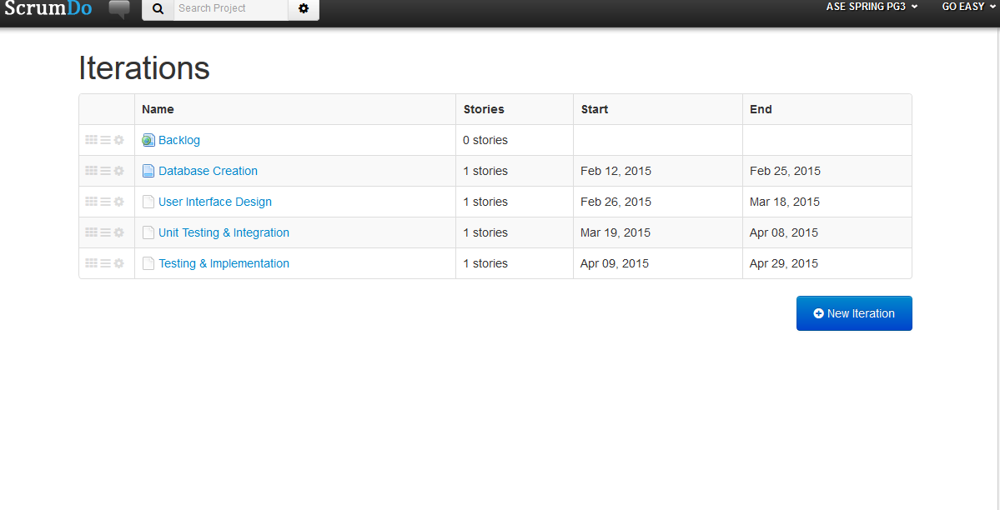 ScrumDo Search Project ASE SPRING PG3 GO EASY
Iterations
Name Stories Start End
Backlog 0 stories
Database Creation 1 stories Feb 12, 2015 Feb 25, 2015
User Interface Design 1 stories Feb 26, 2015 Mar 18, 2015
Unit Testing & Integration 1 stories Mar 19, 2015 Apr 08, 2015
Testing & Implementation 1 stories Apr 09, 2015 Apr 29, 2015
New Iteration